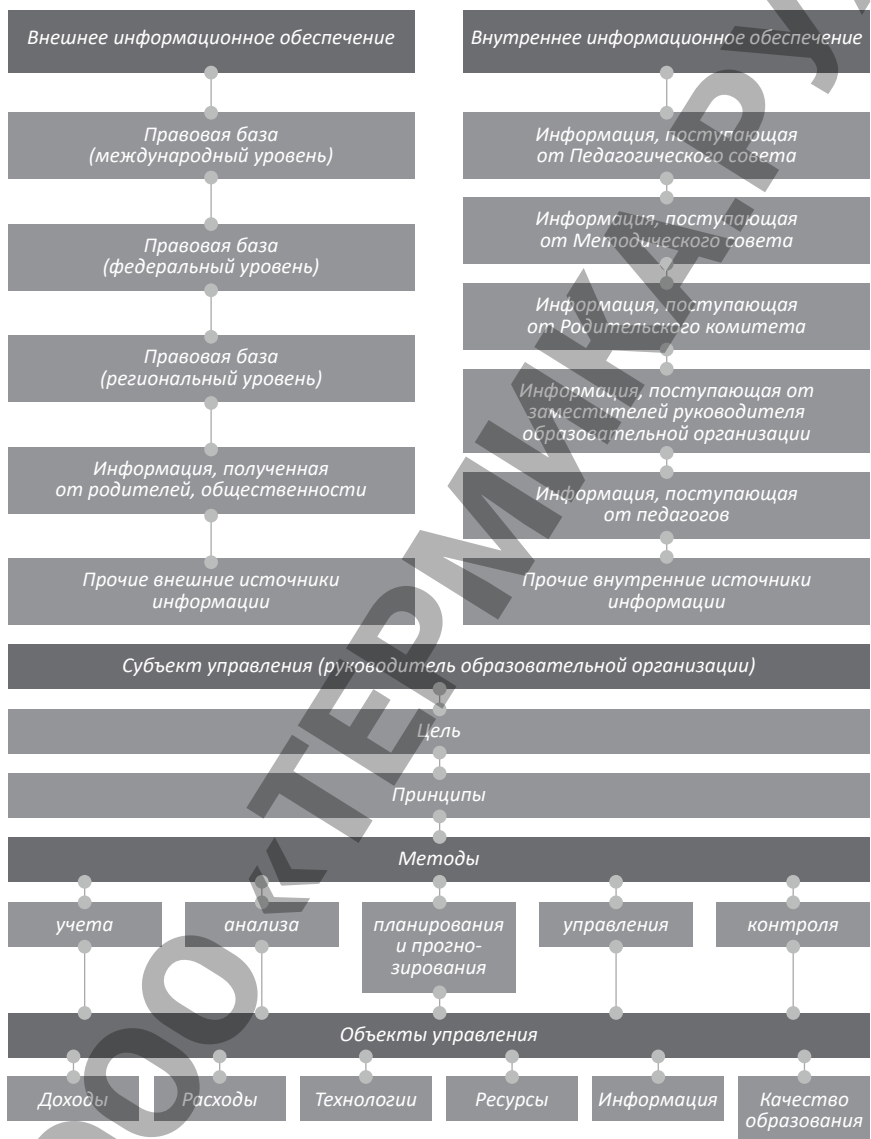 Внешнее информационное обеспечение
Правовая база
(международный уровень)
Правовая база
(федеральный уровень)
Правовая база
(региональный уровень)
Информация, полученная
от родителей, общественности
Прочие внешние источники
информации
Внутреннее информационное обеспечение
Информация, поступающая
от Педагогического совета
Информация, поступающая
от Методического совета
Информация, поступающая
от Родительского комитета
Информация, поступающая от
заместителей руководителя
образовательной организации
Информация, поступающая
от педагогов
Прочие внутренние источники
информации
Субъект управления (руководитель образовательной организации)
Цель
Принципы
Методы
учета
анализа
планирования
и прогно-
зирования
управления
контроля
Объекты управления
Доходы
Расходы
Технологии
Ресурсы
Информация
Качество
образования
ООО «ТЕРМИКА.РУ